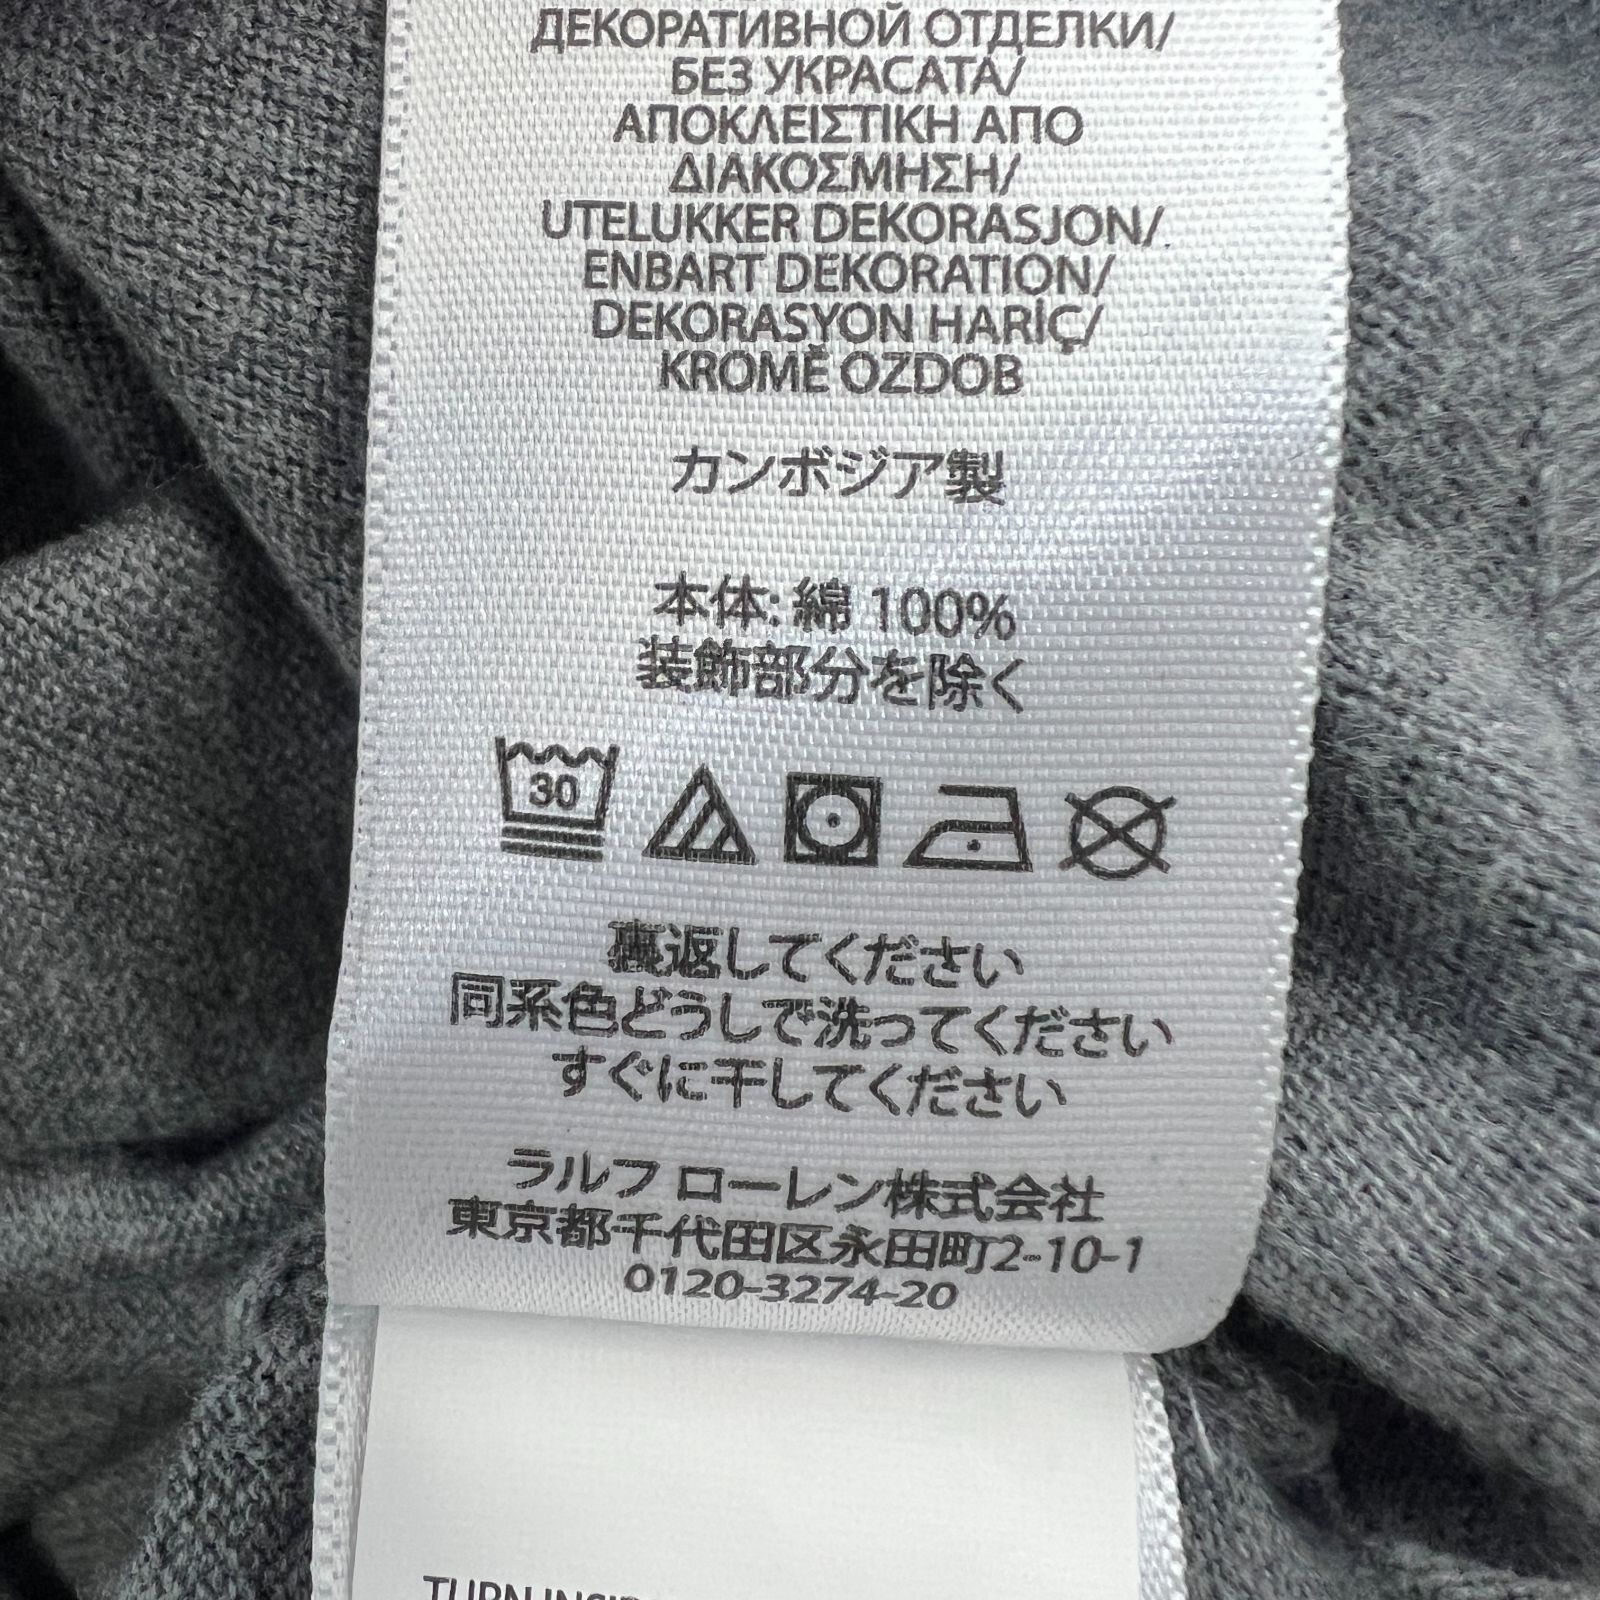 ДЕКОРАТИВНОЙ ОТДЕЛКИ/
БЕЗ УКРАСАТА/
ΑΠΟΚΛΕΙΣΤΙΚΗ ΑΠΟ
ΔΙΑΚΟΣΜΗΣΗ/
UTELUKKER DEKORASJON/
ENBART DEKORATION/
DEKORASYON HARİÇ/
KROMĚ OZDOB
カンボジア製
本体: 綿 100%
装飾部分を除く
30
裏返してください
同系色どうしで洗ってください
すぐに干してください
ラルフ ローレン株式会社
東京都千代田区永田町2-10-1
0120-3274-20
TURN